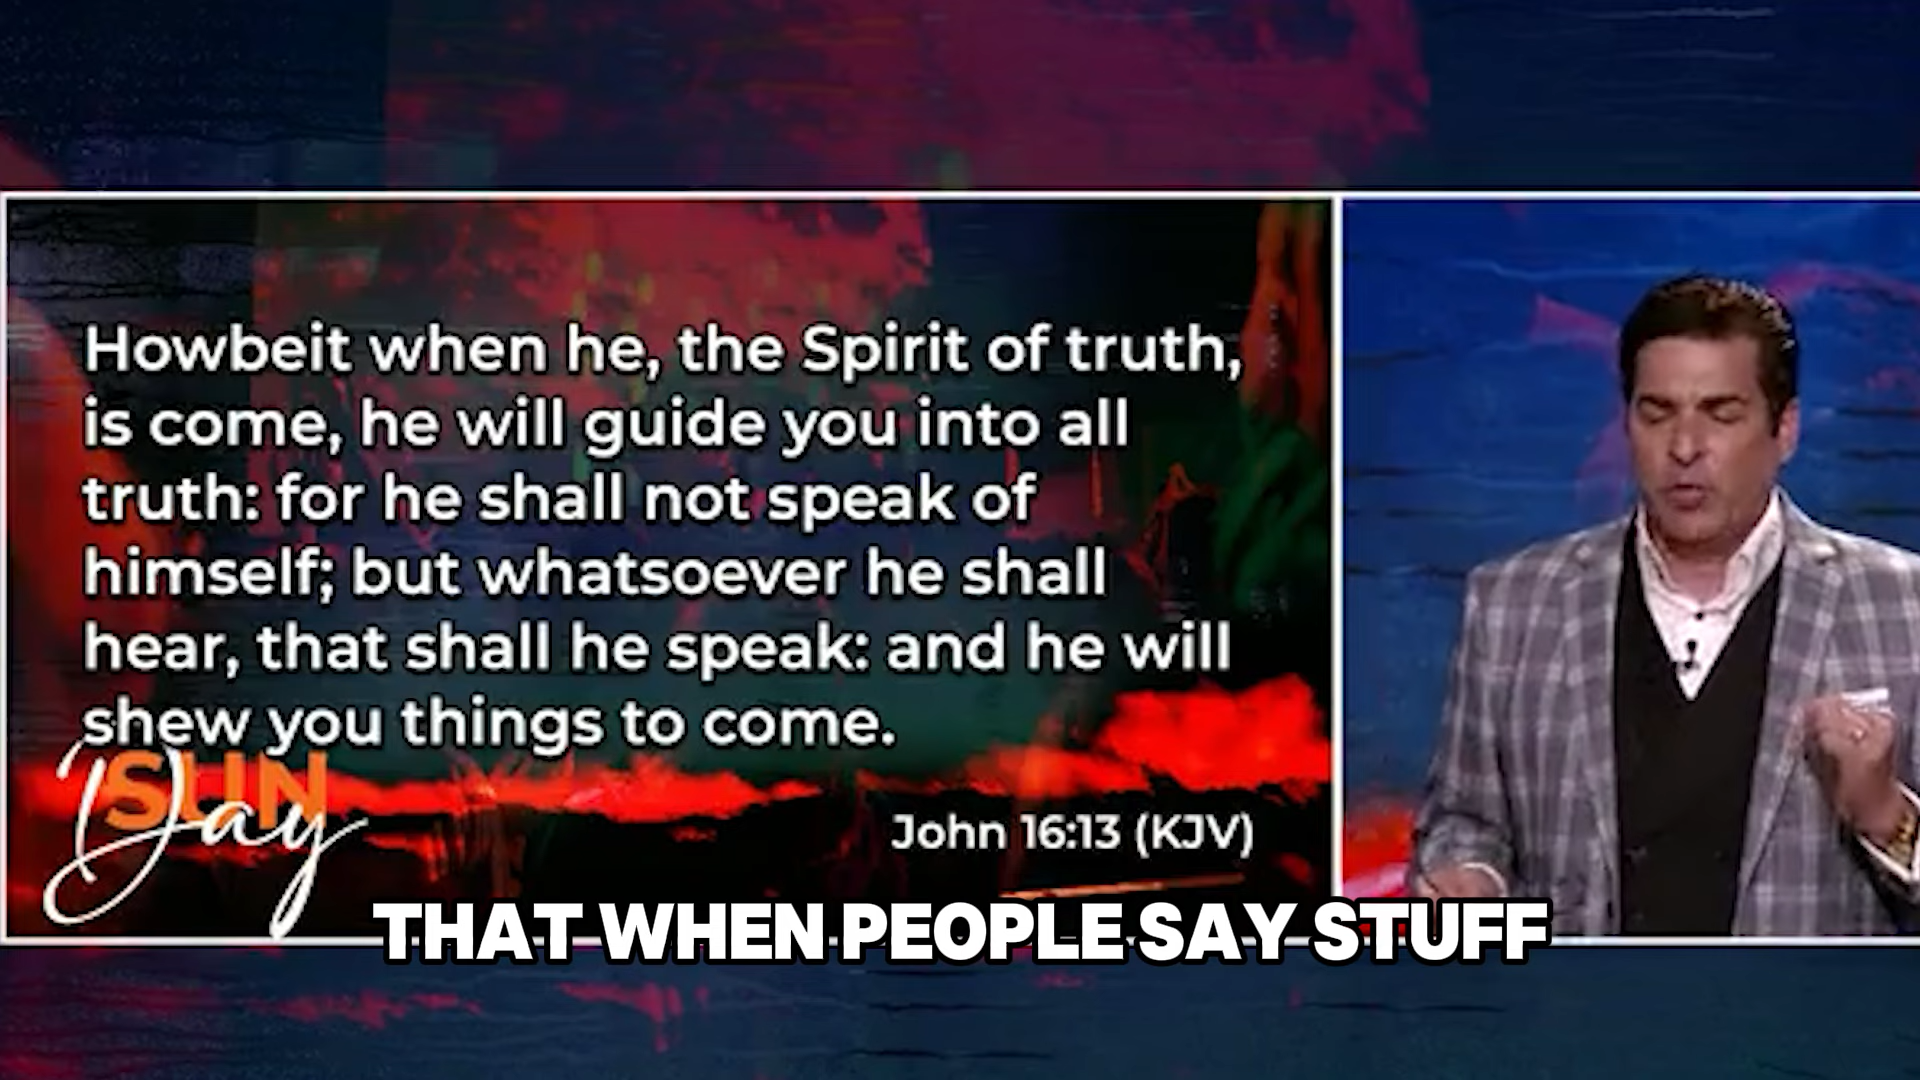 Howbeit when he, the Spirit of truth,
is come, he will guide you into all
truth: for he shall not speak of
himself; but whatsoever he shall
hear, that shall he speak: and he will
shew you things to come.
SUN
Day
John 16:13 (KJV)
THAT WHEN PEOPLE SAY STUFF